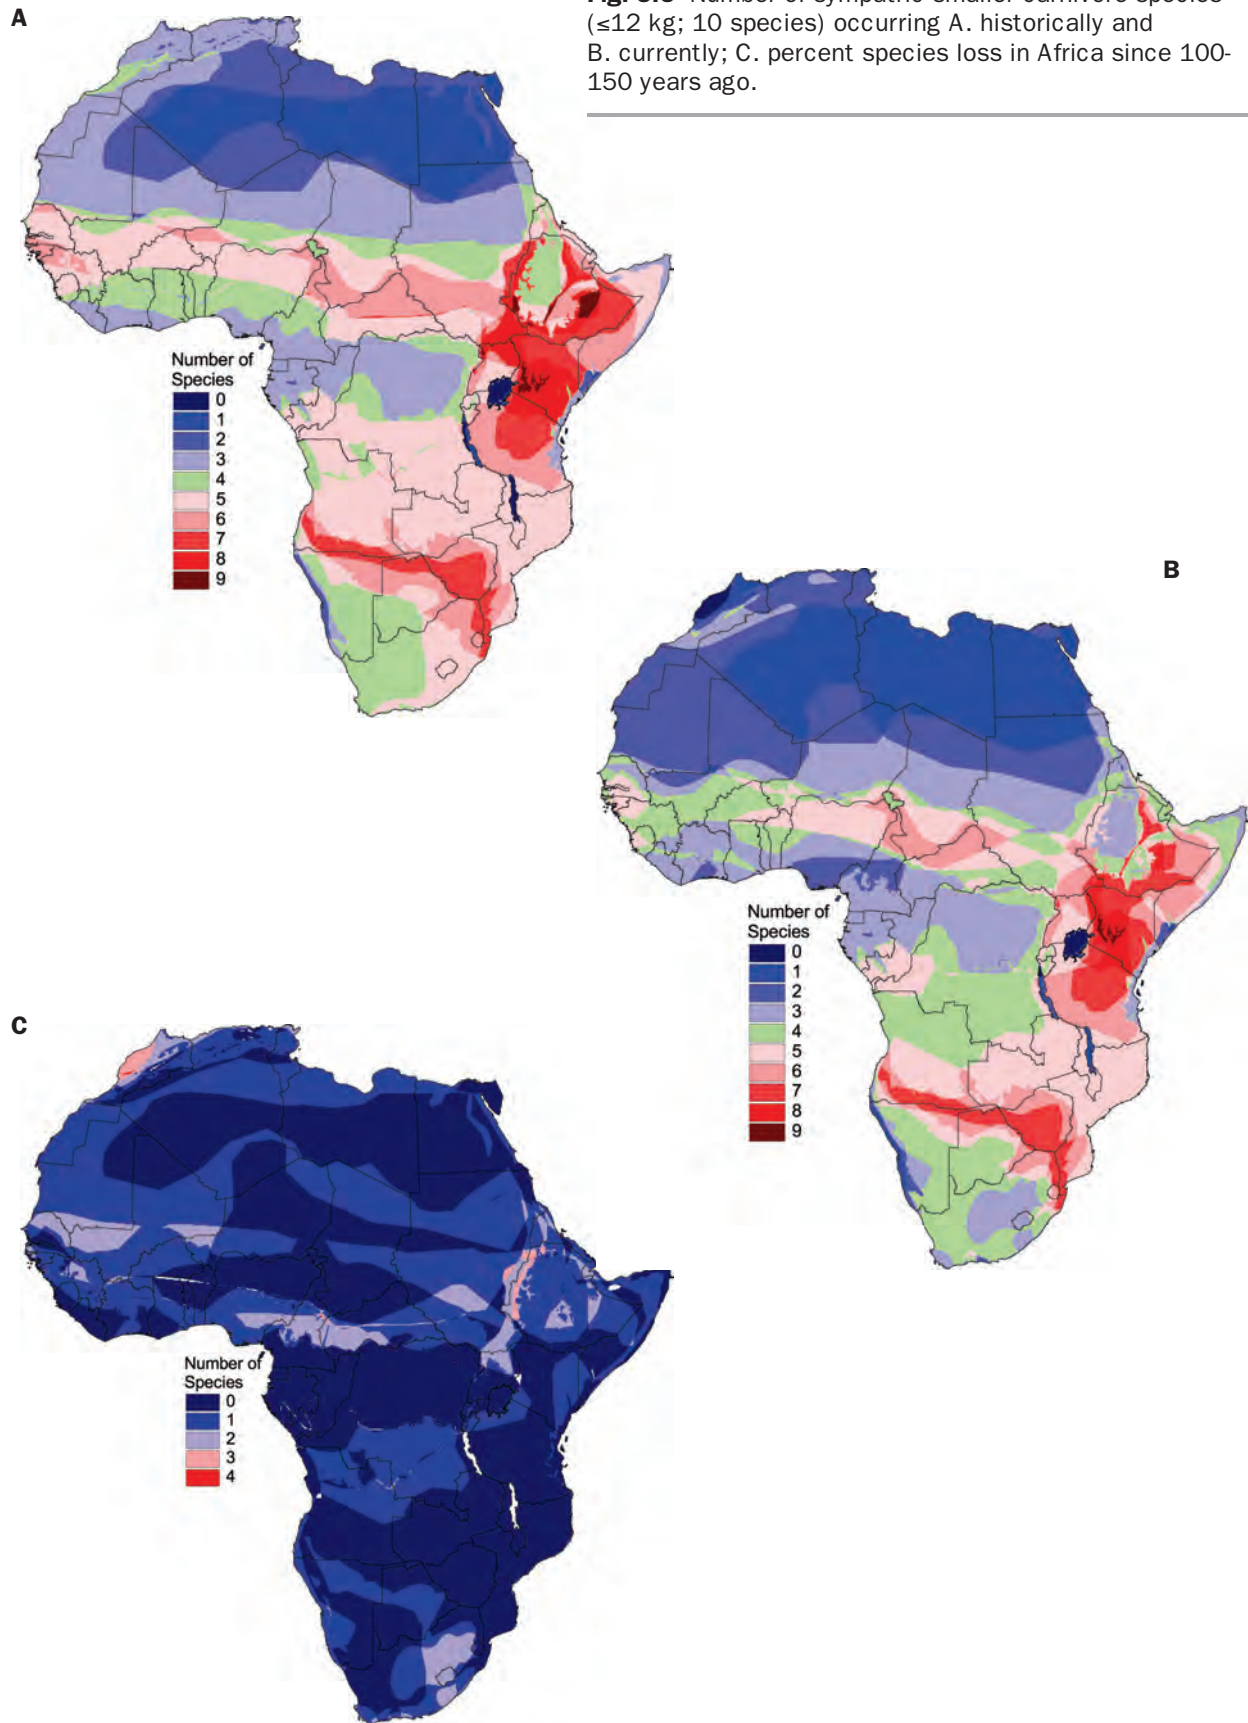 A
(≤12 kg; 10 species) occurring A. historically and
B. currently; C. percent species loss in Africa since 100-
150 years ago.
Number of
Species
0
1
2
3
4
5
6
7
8
9
B
Number of
Species
0
1
2
3
4
5
6
7
8
9
C
Number of
Species
0
1
2
3
4